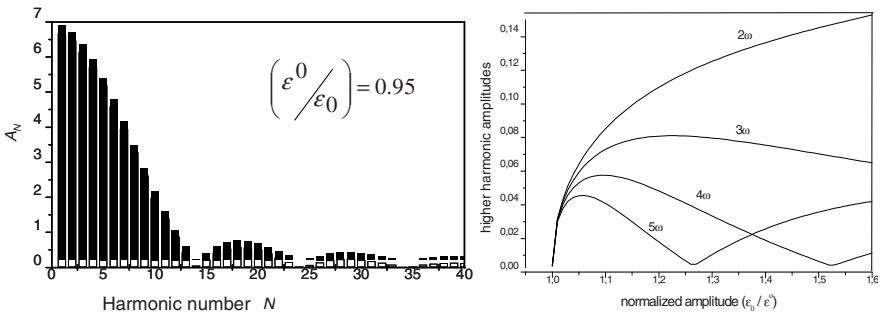 7
6
5
4
3
2
1
0
A_N
(ε^0/ε_0) = 0.95
0 5 10 15 20 25 30 35 40
Harmonic number N
0,14
0,12
0,10
0,08
0,06
0,04
0,02
0,00
higher harmonic amplitudes
2ω
3ω
4ω
5ω
1,0 1,1 1,2 1,3 1,4 1,5 1,6
normalized amplitude (ε_0 / ε^o)